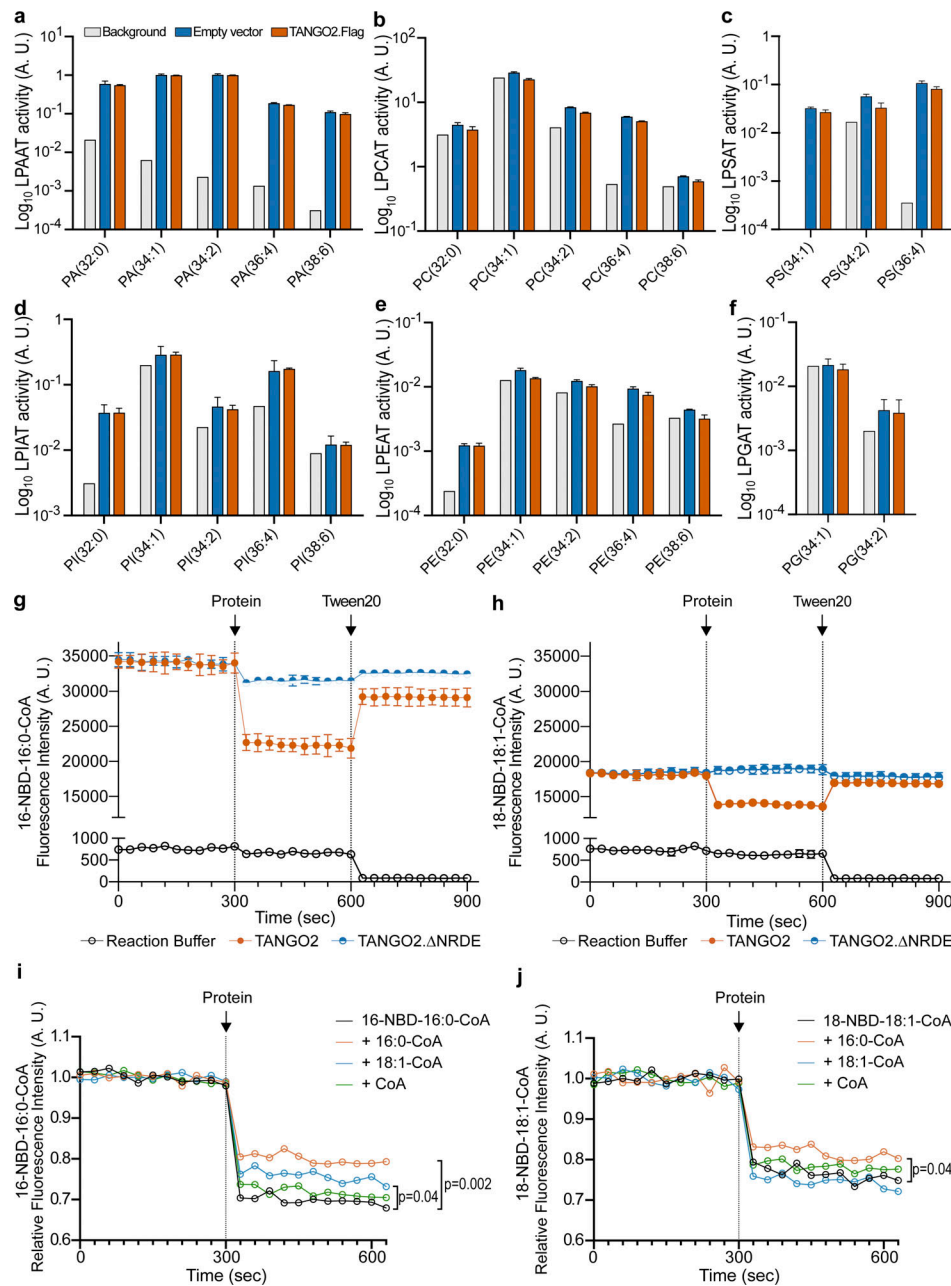 a
Background
Empty vector
TANGO2.Flag
Log10 LPAAT activity (A. U.)
10
1
10-1
10-2
10-3
10-4
PA(32:0)
PA(34:1)
PA(34:2)
PA(36:4)
PA(38:6)
b
Log10 LPCAT activity (A. U.)
102
10
1
10-1
PC(32:0)
PC(34:1)
PC(34:2)
PC(36:4)
PC(38:6)
c
Log10 LPSAT activity (A. U.)
1
10-1
10-2
10-3
10-4
PS(34:1)
PS(34:2)
PS(36:4)
d
Log10 LPIAT activity (A. U.)
1
10-1
10-2
10-3
PI(32:0)
PI(34:1)
PI(34:2)
PI(36:4)
PI(38:6)
e
Log10 LPEAT activity (A. U.)
10-1
10-2
10-3
10-4
PE(32:0)
PE(34:1)
PE(34:2)
PE(36:4)
PE(38:6)
f
Log10 LPGAT activity (A. U.)
10-1
10-2
10-3
10-4
PG(34:1)
PG(34:2)
g
Protein
Tween20
16-NBD-16:0-CoA
Fluorescence Intensity (A. U.)
35000
30000
25000
20000
15000
1000
500
0
0
300
600
900
Time (sec)
h
Protein
Tween20
18-NBD-18:1-CoA
Fluorescence Intensity (A. U.)
35000
30000
25000
20000
15000
1000
500
0
0
300
600
900
Time (sec)
Reaction Buffer
TANGO2
TANGO2.ΔNRDE
Reaction Buffer
TANGO2
TANGO2.ΔNRDE
i
Protein
16-NBD-16:0-CoA
+ 16:0-CoA
+ 18:1-CoA
+ CoA
16-NBD-16:0-CoA
Relative Fluorescence Intensity (A. U.)
1.1
1.0
0.9
0.8
0.7
0.6
p=0.04
p=0.002
0
300
600
Time (sec)
j
Protein
18-NBD-18:1-CoA
+ 16:0-CoA
+ 18:1-CoA
+ CoA
18-NBD-18:1-CoA
Relative Fluorescence Intensity (A. U.)
1.1
1.0
0.9
0.8
0.7
0.6
p=0.04
0
300
600
Time (sec)